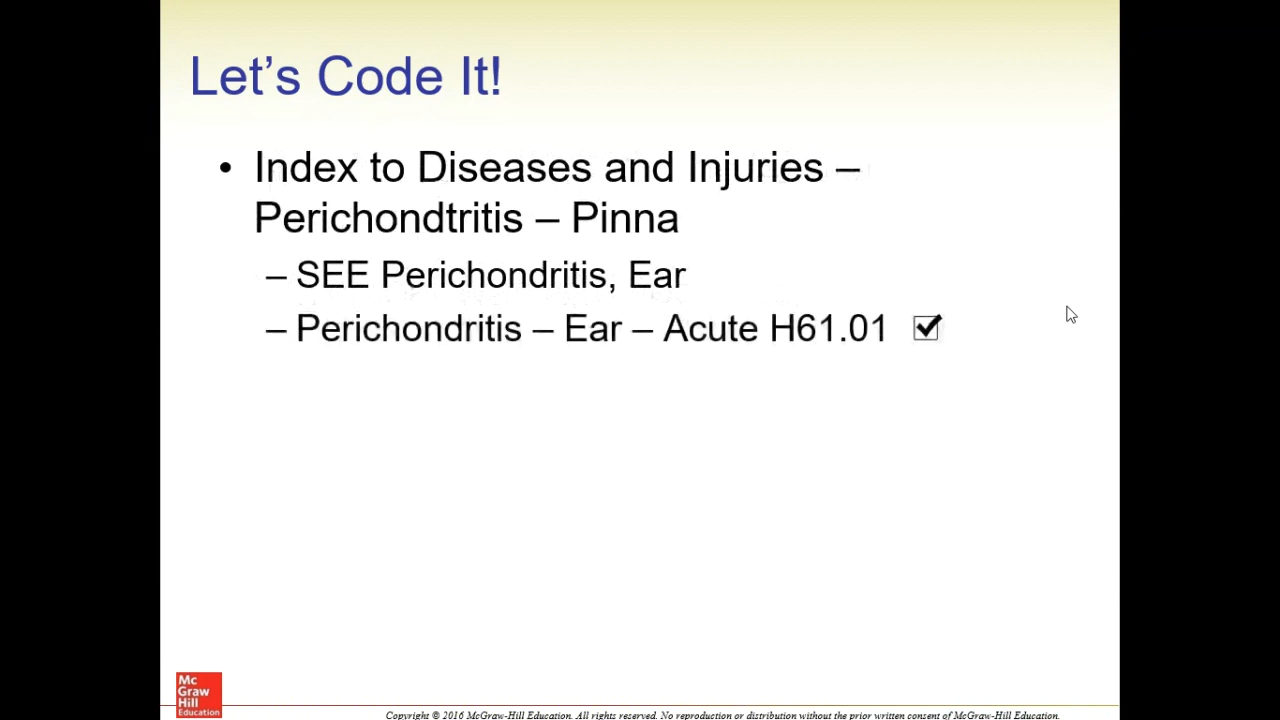 Let's Code It!
• Index to Diseases and Injuries –
Perichondtritis – Pinna
– SEE Perichondritis, Ear
– Perichondritis – Ear – Acute H61.01 ☑
Mc
Graw
Hill
Education
Copyright © 2016 McGraw-Hill Education. All rights reserved. No reproduction or distribution without the prior written consent of McGraw-Hill Education.